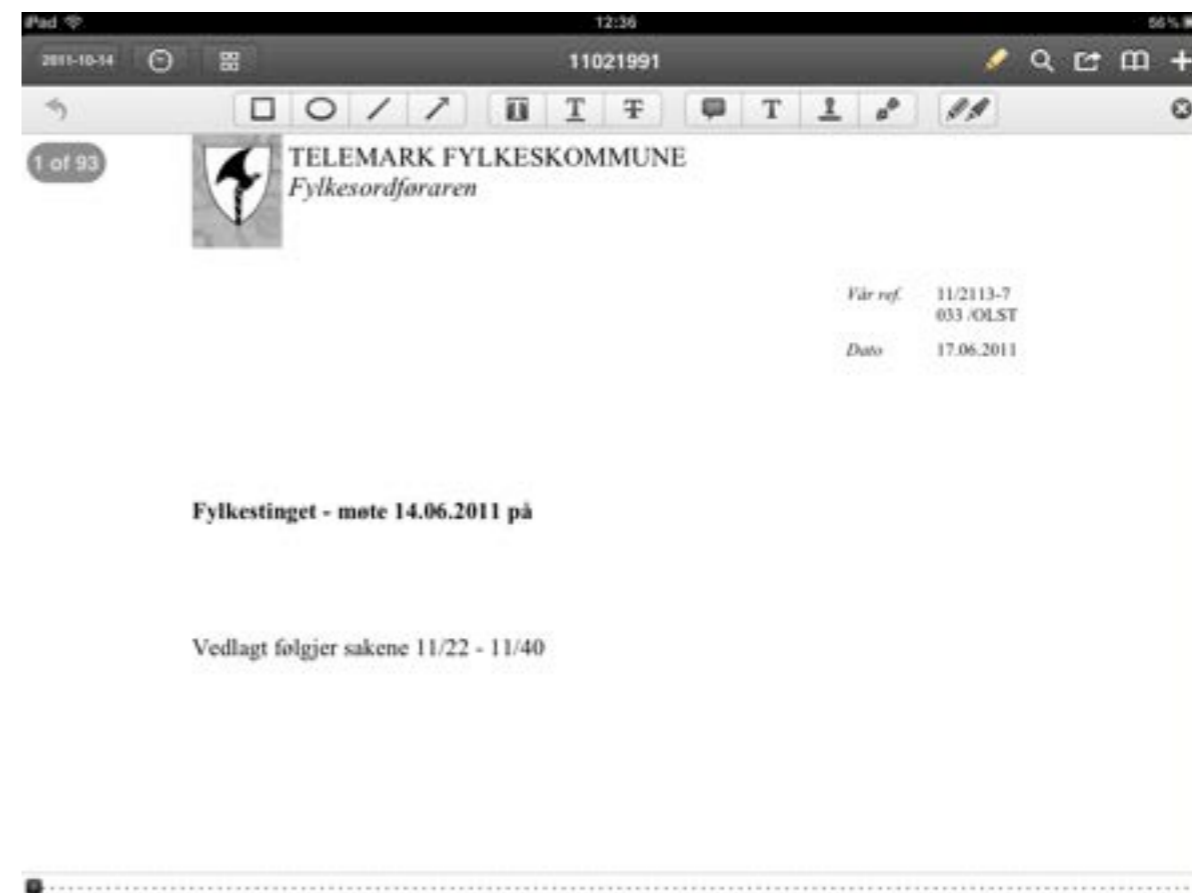 iPad 12:36 56%
2011-10-14 11021991
T T T T
1 of 93
TELEMARK FYLKESKOMMUNE
Fylkesordføraren
Vår ref. 11/2113-7
033 /OLST
Dato 17.06.2011
Fylkestinget - møte 14.06.2011 på
Vedlagt følgjer sakene 11/22 - 11/40